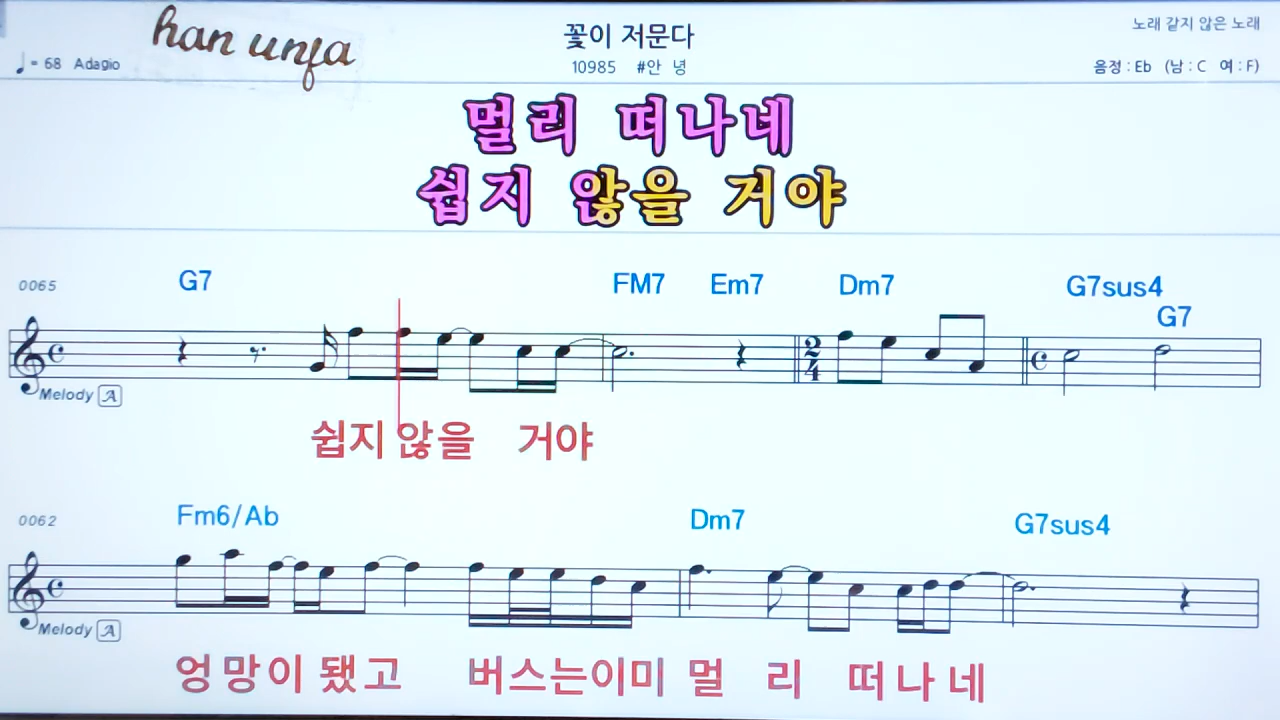 han unfa
꽃이 저문다
노래 같지 않은 노래
♩= 68 Adagio
10985 #안 녕
음정 : Eb (남 : C 여 : F)
멀리 떠나네
쉽지 않을 거야
0065 G7 FM7 Em7 Dm7 G7sus4 G7
2/4
Melody A
쉽지 않을 거야
0062 Fm6/Ab Dm7 G7sus4
Melody A
엉망이 됐고 버스는이미 멀 리 떠나네